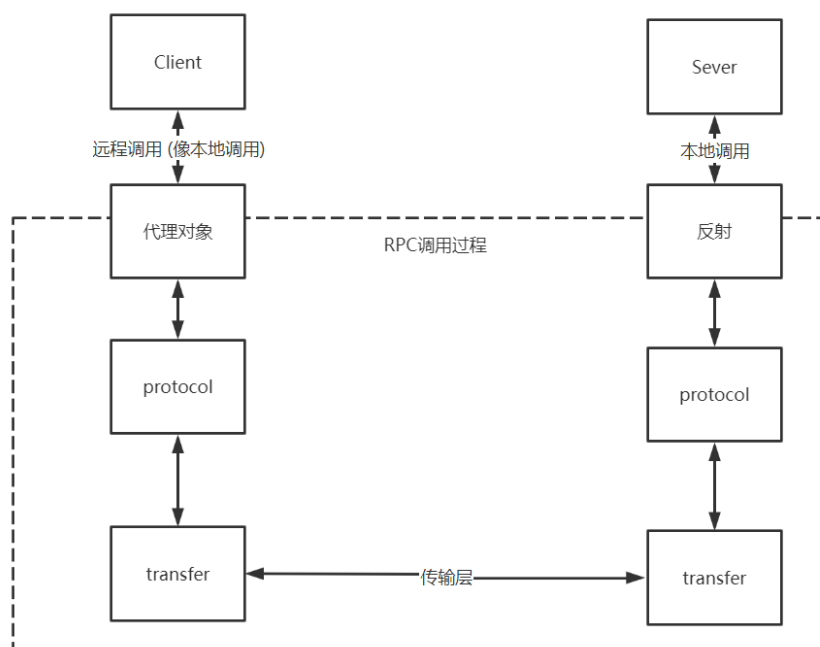 Client
Sever
远程调用 (像本地调用)
本地调用
代理对象
反射
RPC调用过程
protocol
protocol
transfer
传输层
transfer